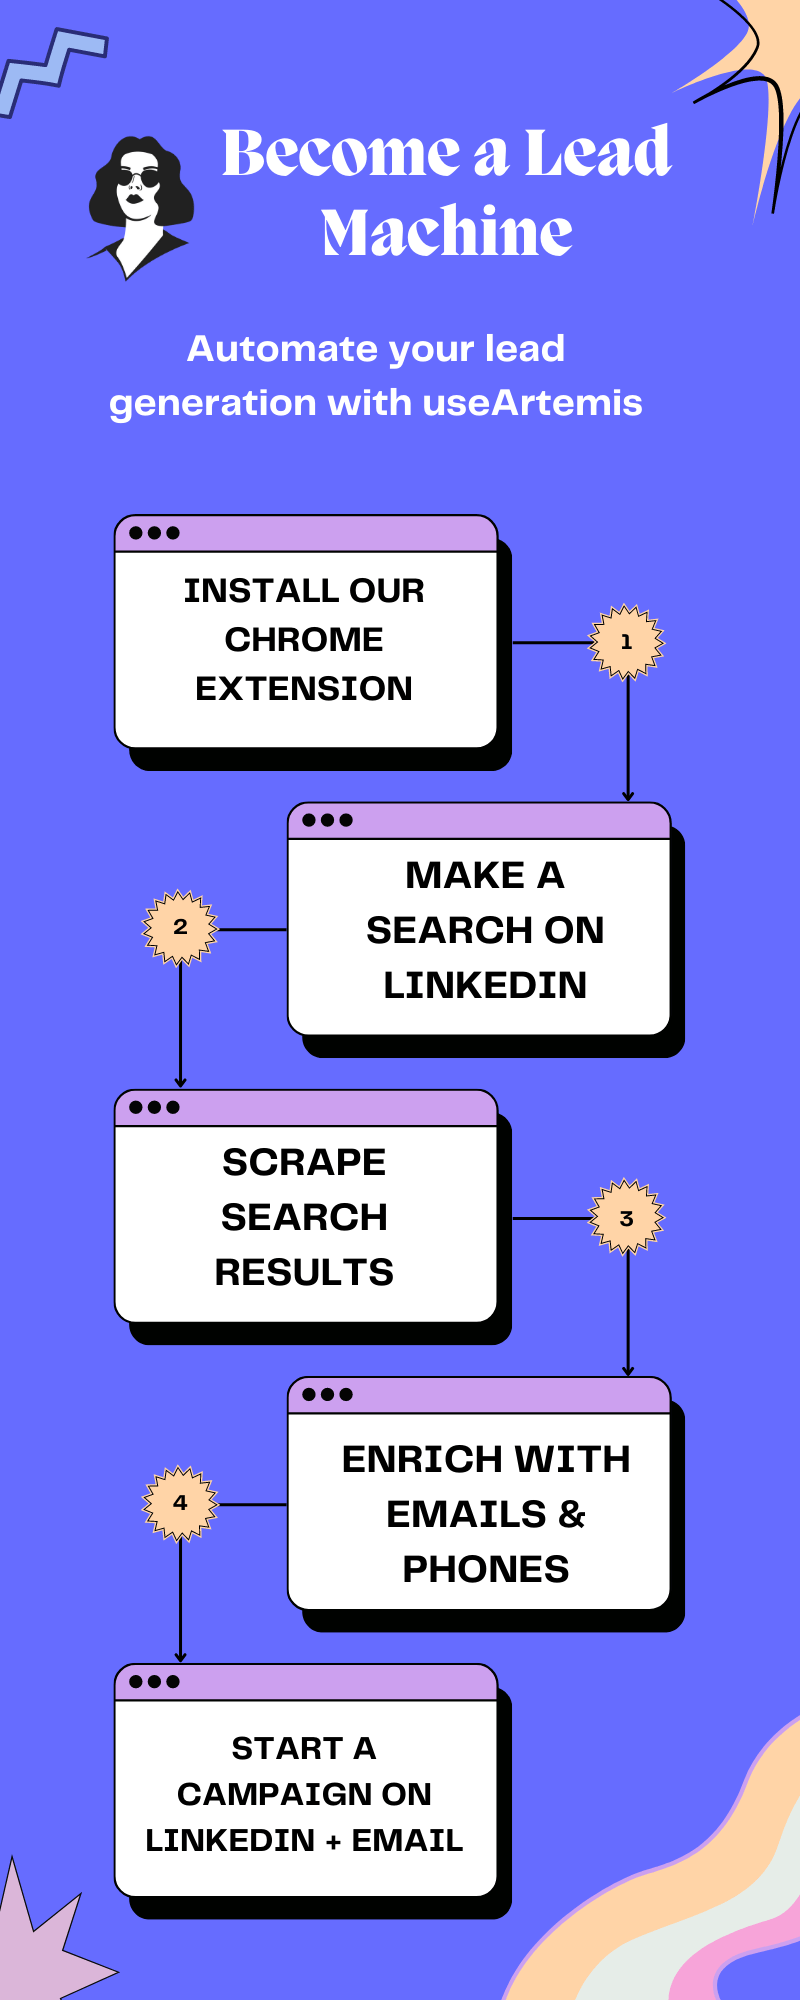 Become a Lead
Machine
Automate your lead
generation with useArtemis
INSTALL OUR
CHROME
EXTENSION
1
MAKE A
SEARCH ON
LINKEDIN
2
SCRAPE
SEARCH
RESULTS
3
ENRICH WITH
EMAILS &
PHONES
4
START A
CAMPAIGN ON
LINKEDIN + EMAIL